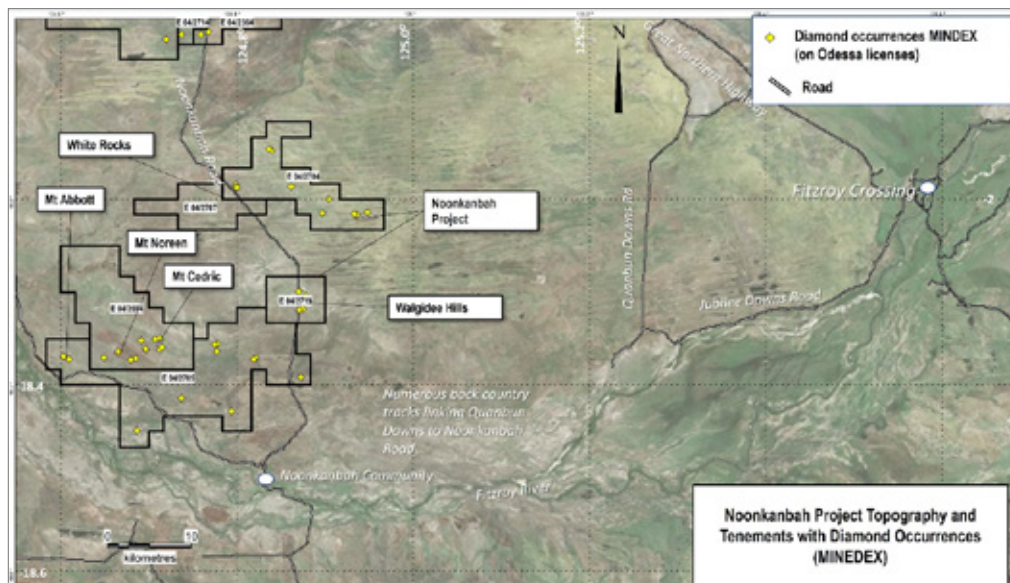 124.8°
125.0°
N
Great Northern Highway
Diamond occurrences MINDEX
(on Odessa licenses)
Road
White Rocks
Mt Abbott
Noonkanbah
Project
Fitzroy Crossing
-2
Mt Noreen
Mt Cedric
Quanbun Downs Rd
Walgidee Hills
Jubilee Downs Road
-18.4
Numerous back country
tracks linking Quanbun
Downs to Noonkanbah
Road
Noonkanbah Community
Fitzroy River
0 10
kilometres
Noonkanbah Project Topography and
Tenements with Diamond Occurrences
(MINEDEX)
-18.6